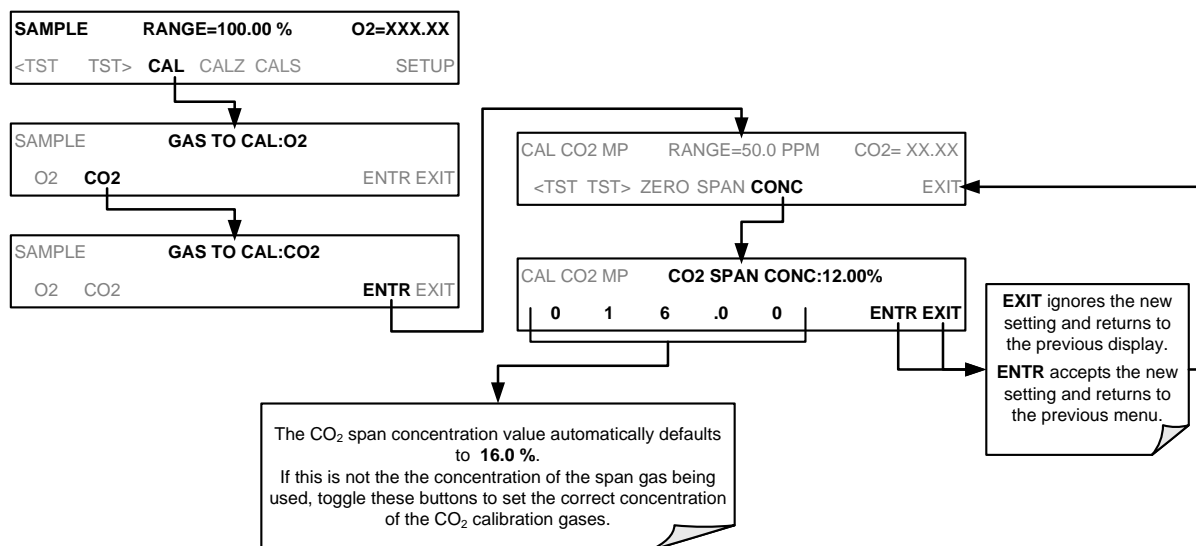 SAMPLE RANGE=100.00 % O2=XXX.XX
<TST TST> CAL CALZ CALS SETUP
SAMPLE GAS TO CAL:O2
O2 CO2 ENTR EXIT
SAMPLE GAS TO CAL:CO2
O2 CO2 ENTR EXIT
CAL CO2 MP RANGE=50.0 PPM CO2= XX.XX
<TST TST> ZERO SPAN CONC EXIT
CAL CO2 MP CO2 SPAN CONC:12.00%
0 1 6 .0 0 ENTR EXIT
EXIT ignores the new
setting and returns to
the previous display.
ENTR accepts the new
setting and returns to
the previous menu.
The CO₂ span concentration value automatically defaults
to 16.0 %.
If this is not the the concentration of the span gas being
used, toggle these buttons to set the correct concentration
of the CO₂ calibration gases.